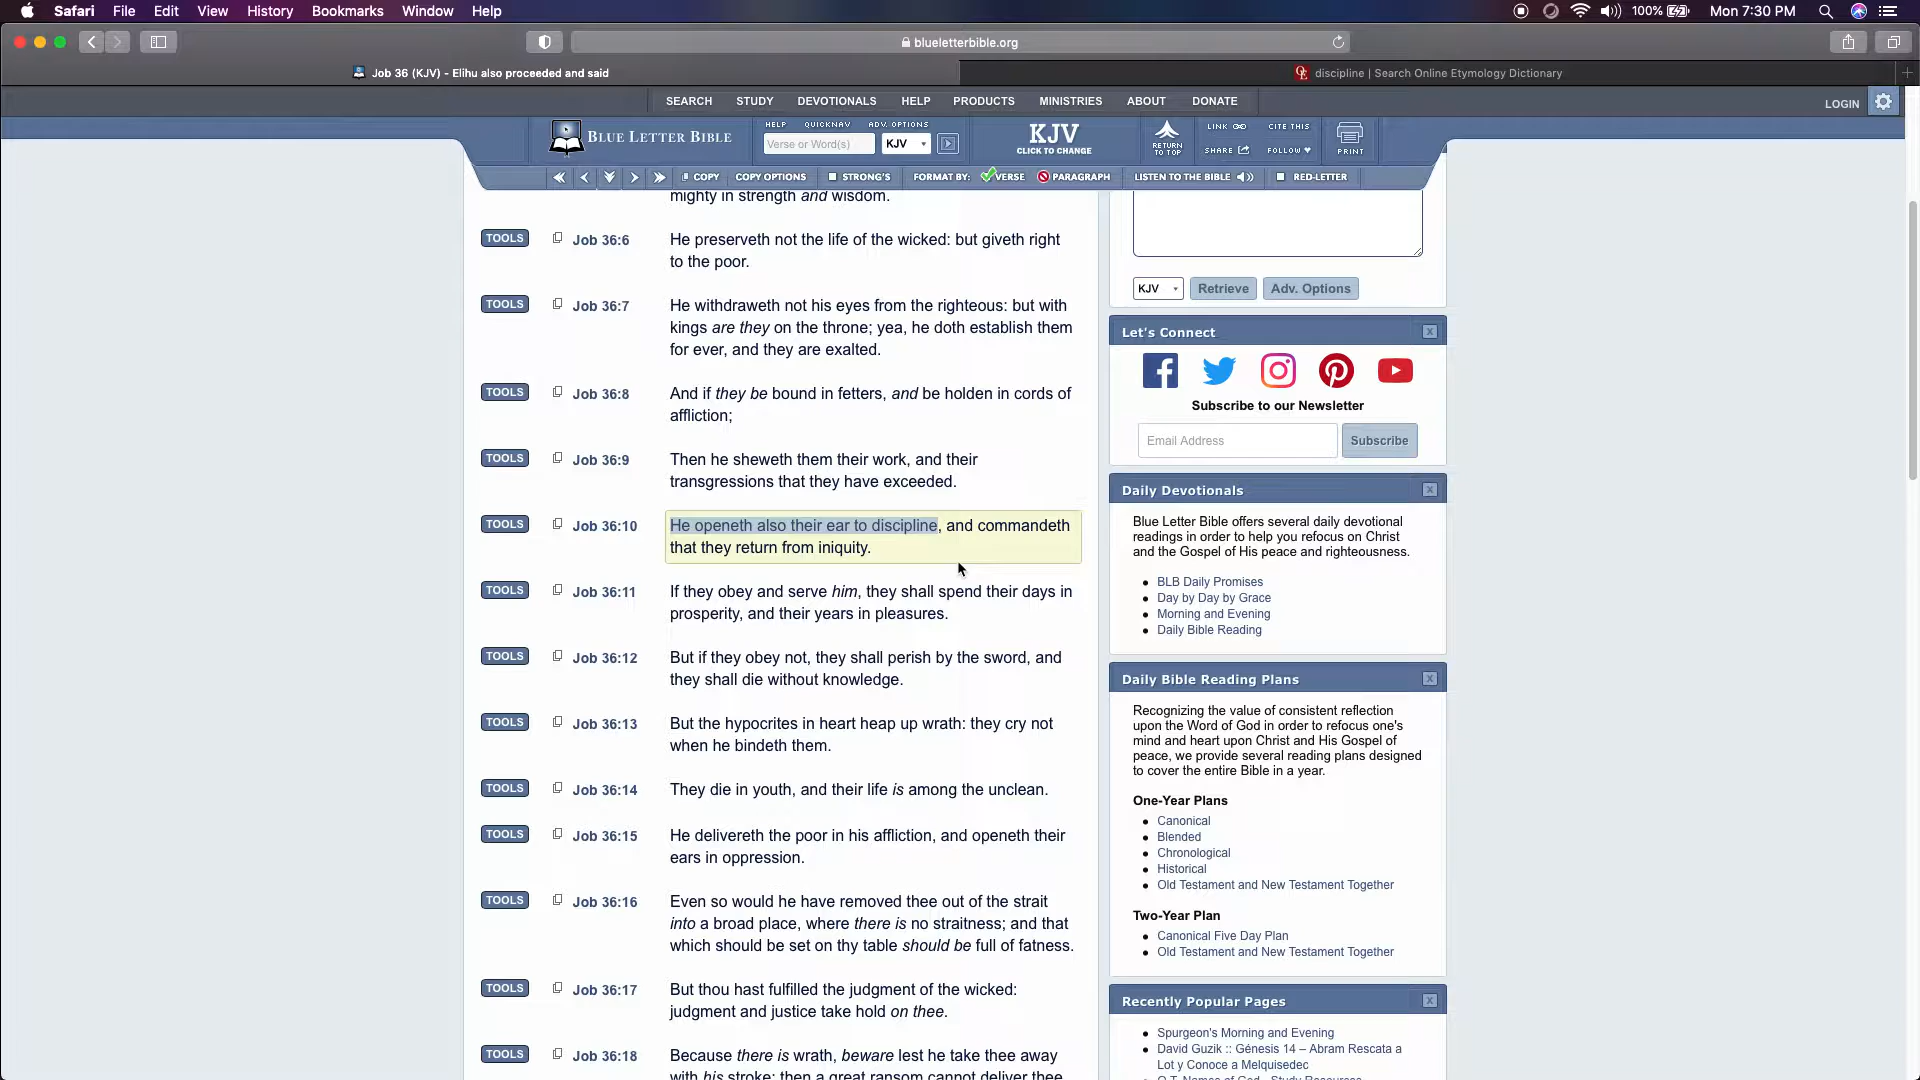 Safari File Edit View History Bookmarks Window Help 100% Mon 7:30 PM
blueletterbible.org
Job 36 (KJV) - Elihu also proceeded and said
discipline | Search Online Etymology Dictionary
SEARCH STUDY DEVOTIONALS HELP PRODUCTS MINISTRIES ABOUT DONATE
LOGIN
BLUE LETTER BIBLE
HELP QUICKNAV ADV. OPTIONS
Verse or Word(s) KJV
KJV
CLICK TO CHANGE
RETURN
TO TOP
LINK CITE THIS
SHARE FOLLOW
PRINT
COPY COPY OPTIONS STRONG'S FORMAT BY: VERSE PARAGRAPH LISTEN TO THE BIBLE RED-LETTER
mighty in strength and wisdom.
TOOLS Job 36:6 He preserveth not the life of the wicked: but giveth right
to the poor.
TOOLS Job 36:7 He withdraweth not his eyes from the righteous: but with
kings are they on the throne; yea, he doth establish them
for ever, and they are exalted.
TOOLS Job 36:8 And if they be bound in fetters, and be holden in cords of
affliction;
TOOLS Job 36:9 Then he sheweth them their work, and their
transgressions that they have exceeded.
TOOLS Job 36:10 He openeth also their ear to discipline, and commandeth
that they return from iniquity.
TOOLS Job 36:11 If they obey and serve him, they shall spend their days in
prosperity, and their years in pleasures.
TOOLS Job 36:12 But if they obey not, they shall perish by the sword, and
they shall die without knowledge.
TOOLS Job 36:13 But the hypocrites in heart heap up wrath: they cry not
when he bindeth them.
TOOLS Job 36:14 They die in youth, and their life is among the unclean.
TOOLS Job 36:15 He delivereth the poor in his affliction, and openeth their
ears in oppression.
TOOLS Job 36:16 Even so would he have removed thee out of the strait
into a broad place, where there is no straitness; and that
which should be set on thy table should be full of fatness.
TOOLS Job 36:17 But thou hast fulfilled the judgment of the wicked:
judgment and justice take hold on thee.
TOOLS Job 36:18 Because there is wrath, beware lest he take thee away
with his stroke: then a great ransom cannot deliver thee
KJV Retrieve Adv. Options
Let's Connect
Subscribe to our Newsletter
Email Address Subscribe
Daily Devotionals
Blue Letter Bible offers several daily devotional
readings in order to help you refocus on Christ
and the Gospel of His peace and righteousness.
BLB Daily Promises
Day by Day by Grace
Morning and Evening
Daily Bible Reading
Daily Bible Reading Plans
Recognizing the value of consistent reflection
upon the Word of God in order to refocus one's
mind and heart upon Christ and His Gospel of
peace, we provide several reading plans designed
to cover the entire Bible in a year.
One-Year Plans
Canonical
Blended
Chronological
Historical
Old Testament and New Testament Together
Two-Year Plan
Canonical Five Day Plan
Old Testament and New Testament Together
Recently Popular Pages
Spurgeon's Morning and Evening
David Guzik :: Génesis 14 – Abram Rescata a
Lot y Conoce a Melquisedec